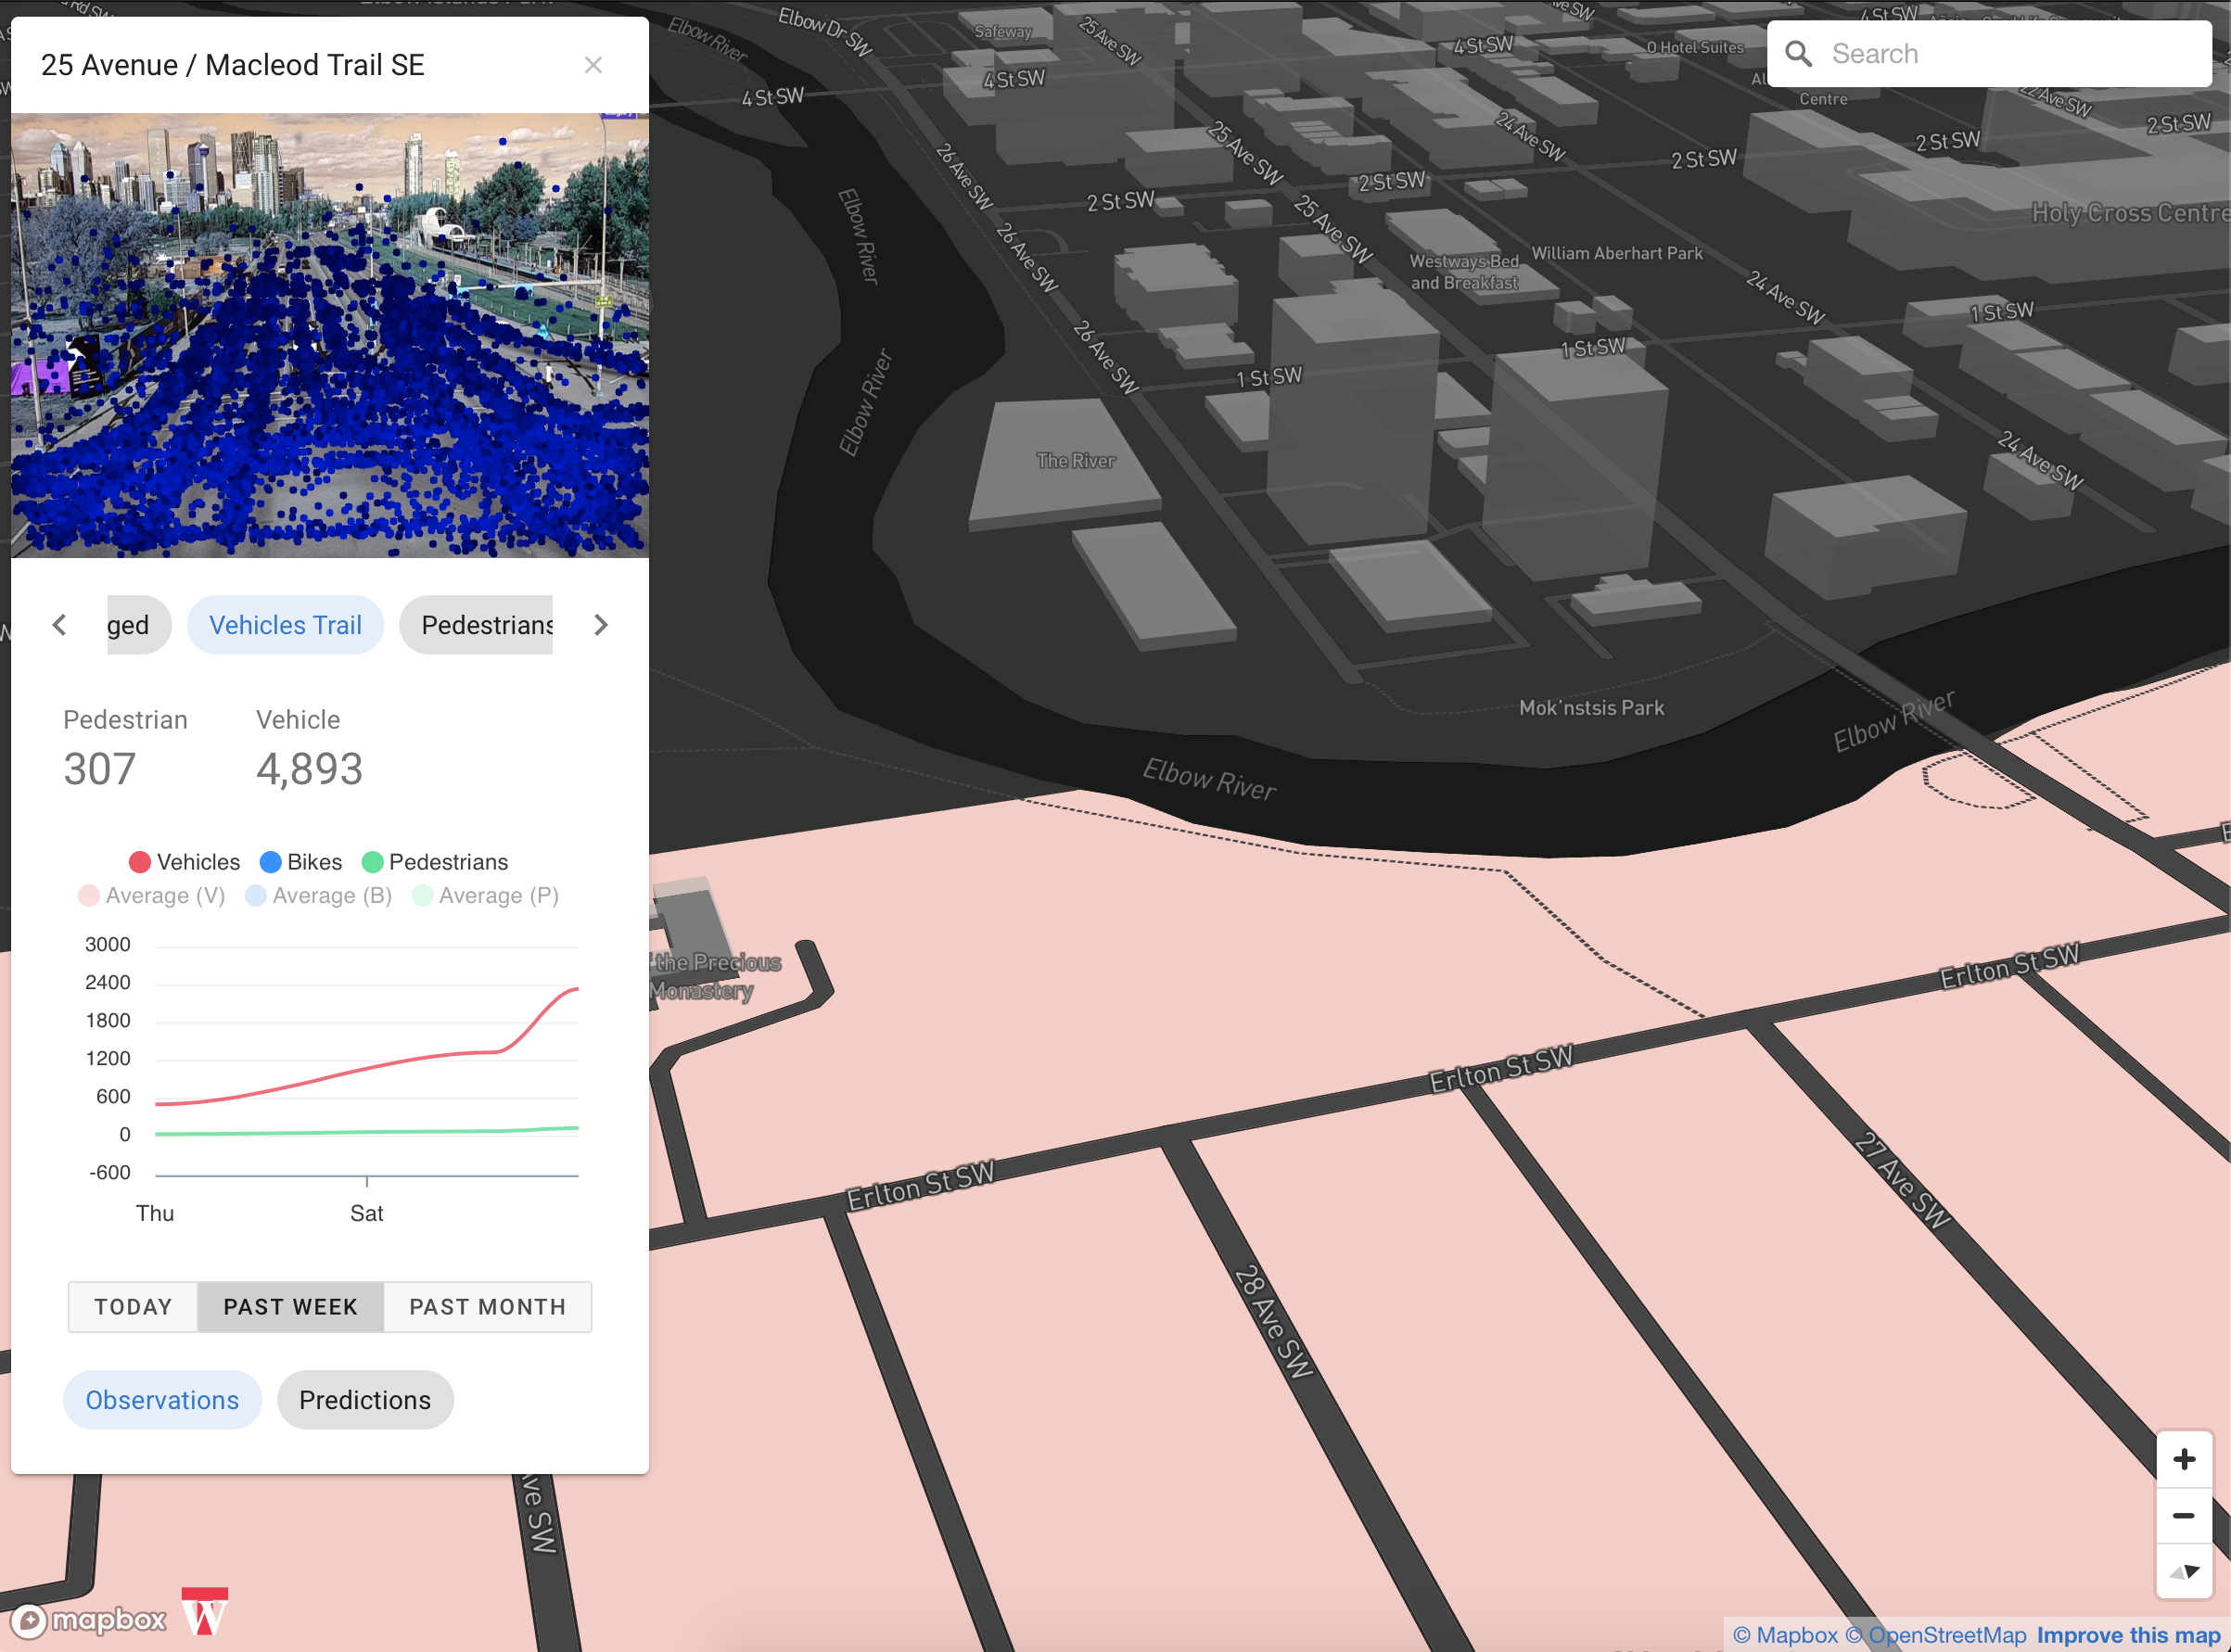 25 Avenue / Macleod Trail SE
ged
Vehicles Trail
Pedestrians
Pedestrian
307
Vehicle
4,893
Vehicles
Bikes
Pedestrians
Average (V)
Average (B)
Average (P)
3000
2400
1800
1200
600
0
-600
Thu
Sat
TODAY
PAST WEEK
PAST MONTH
Observations
Predictions
Search
Elbow River
Elbow Dr SW
Safeway
25 Ave SW
4 St SW
O Hotel Suites
4 St SW
4 St SW
4 St SW
Centre
22 Ave SW
2 St SW
2 St SW
24 Ave SW
25 Ave SW
2 St SW
26 Ave SW
2 St SW
2 St SW
Holy Cross Centre
Elbow River
26 Ave SW
25 Ave SW
Westways Bed
and Breakfast
William Aberhart Park
24 Ave SW
1 St SW
26 Ave SW
1 St SW
1 St SW
Elbow River
The River
24 Ave SW
Mok'nstsis Park
Elbow River
Elbow River
the Precious
Monastery
Erlton St SW
Erlton St SW
Erlton St SW
27 Ave SW
28 Ave SW
Ave SW
mapbox
W
© Mapbox © OpenStreetMap Improve this map